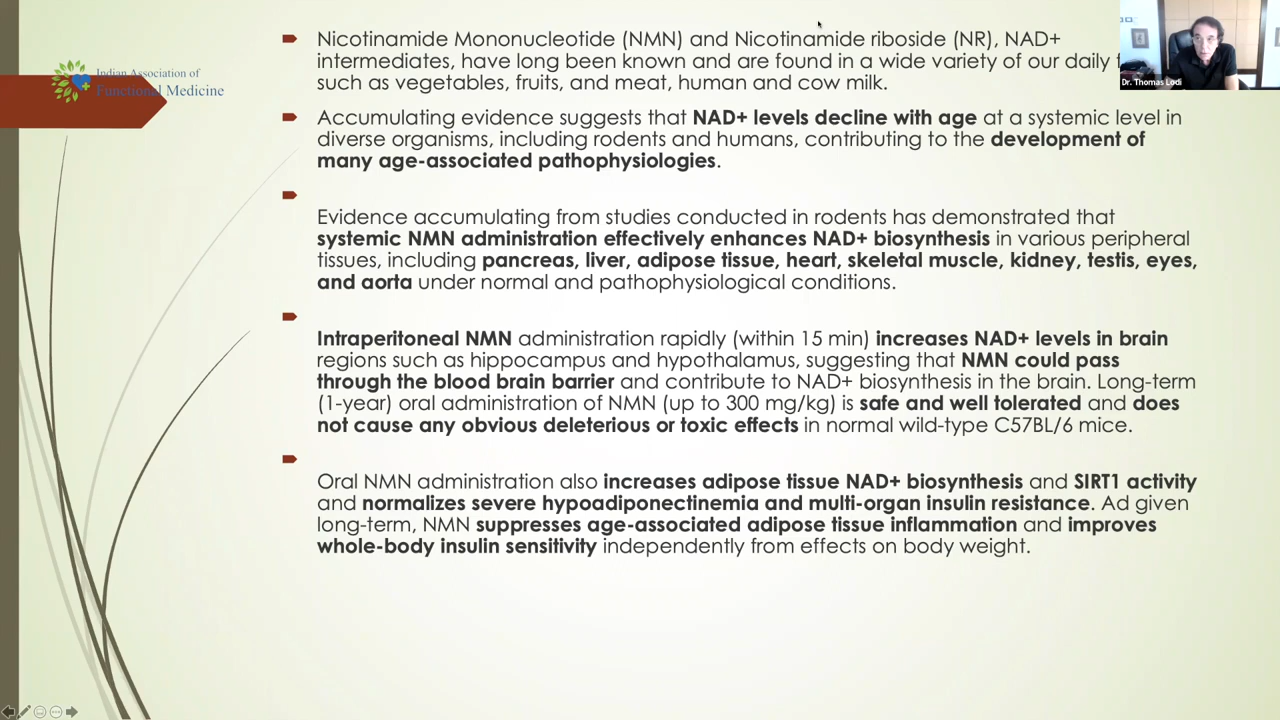 Nicotinamide Mononucleotide (NMN) and Nicotinamide riboside (NR), NAD+
intermediates, have long been known and are found in a wide variety of our daily
such as vegetables, fruits, and meat, human and cow milk.
Dr. Thomas Lodi
Indian Association of
Functional Medicine
Accumulating evidence suggests that NAD+ levels decline with age at a systemic level in
diverse organisms, including rodents and humans, contributing to the development of
many age-associated pathophysiologies.
Evidence accumulating from studies conducted in rodents has demonstrated that
systemic NMN administration effectively enhances NAD+ biosynthesis in various peripheral
tissues, including pancreas, liver, adipose tissue, heart, skeletal muscle, kidney, testis, eyes,
and aorta under normal and pathophysiological conditions.
Intraperitoneal NMN administration rapidly (within 15 min) increases NAD+ levels in brain
regions such as hippocampus and hypothalamus, suggesting that NMN could pass
through the blood brain barrier and contribute to NAD+ biosynthesis in the brain. Long-term
(1-year) oral administration of NMN (up to 300 mg/kg) is safe and well tolerated and does
not cause any obvious deleterious or toxic effects in normal wild-type C57BL/6 mice.
Oral NMN administration also increases adipose tissue NAD+ biosynthesis and SIRT1 activity
and normalizes severe hypoadiponectinemia and multi-organ insulin resistance. Ad given
long-term, NMN suppresses age-associated adipose tissue inflammation and improves
whole-body insulin sensitivity independently from effects on body weight.